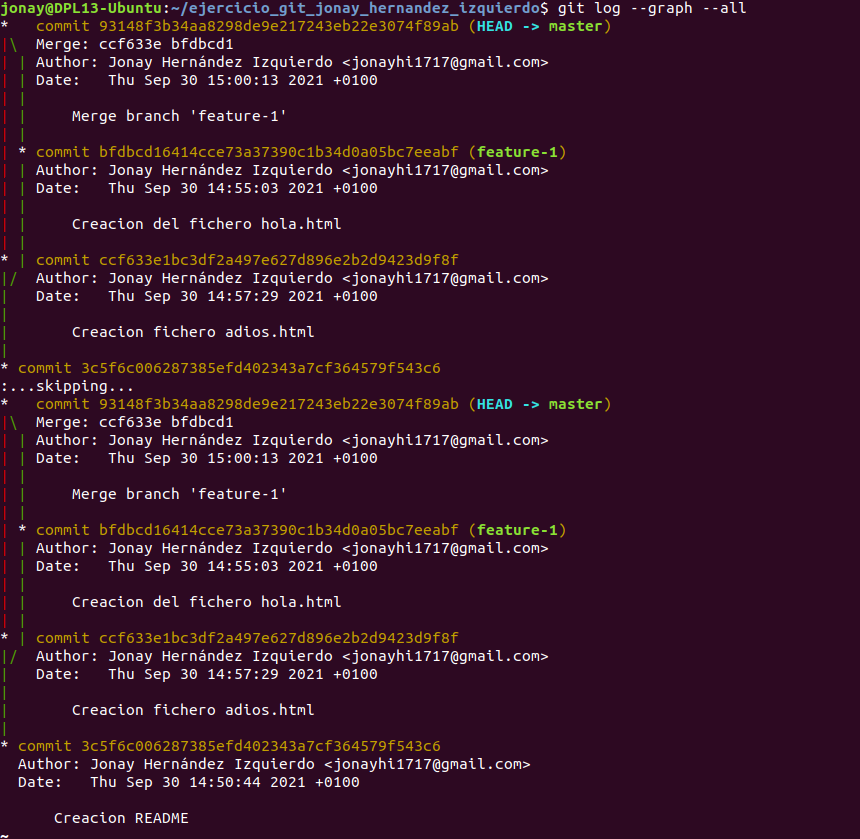 jonay@DPL13-Ubuntu:~/ejercicio_git_jonay_hernandez_izquierdo$ git log --graph --all
*   commit 93148f3b34aa8298de9e217243eb22e3074f89ab (HEAD -> master)
|\  Merge: ccf633e bfdbcd1
| | Author: Jonay Hernández Izquierdo <jonayhi1717@gmail.com>
| | Date:   Thu Sep 30 15:00:13 2021 +0100
| |
| |     Merge branch 'feature-1'
| |
| * commit bfdbcd16414cce73a37390c1b34d0a05bc7eeabf (feature-1)
| | Author: Jonay Hernández Izquierdo <jonayhi1717@gmail.com>
| | Date:   Thu Sep 30 14:55:03 2021 +0100
| |
| |     Creacion del fichero hola.html
| |
* | commit ccf633e1bc3df2a497e627d896e2b2d9423d9f8f
|/  Author: Jonay Hernández Izquierdo <jonayhi1717@gmail.com>
|   Date:   Thu Sep 30 14:57:29 2021 +0100
|
|       Creacion fichero adios.html
|
* commit 3c5f6c006287385efd402343a7cf364579f543c6
:...skipping...
*   commit 93148f3b34aa8298de9e217243eb22e3074f89ab (HEAD -> master)
|\  Merge: ccf633e bfdbcd1
| | Author: Jonay Hernández Izquierdo <jonayhi1717@gmail.com>
| | Date:   Thu Sep 30 15:00:13 2021 +0100
| |
| |     Merge branch 'feature-1'
| |
| * commit bfdbcd16414cce73a37390c1b34d0a05bc7eeabf (feature-1)
| | Author: Jonay Hernández Izquierdo <jonayhi1717@gmail.com>
| | Date:   Thu Sep 30 14:55:03 2021 +0100
| |
| |     Creacion del fichero hola.html
| |
* | commit ccf633e1bc3df2a497e627d896e2b2d9423d9f8f
|/  Author: Jonay Hernández Izquierdo <jonayhi1717@gmail.com>
|   Date:   Thu Sep 30 14:57:29 2021 +0100
|
|       Creacion fichero adios.html
|
* commit 3c5f6c006287385efd402343a7cf364579f543c6
  Author: Jonay Hernández Izquierdo <jonayhi1717@gmail.com>
  Date:   Thu Sep 30 14:50:44 2021 +0100

      Creacion README
~